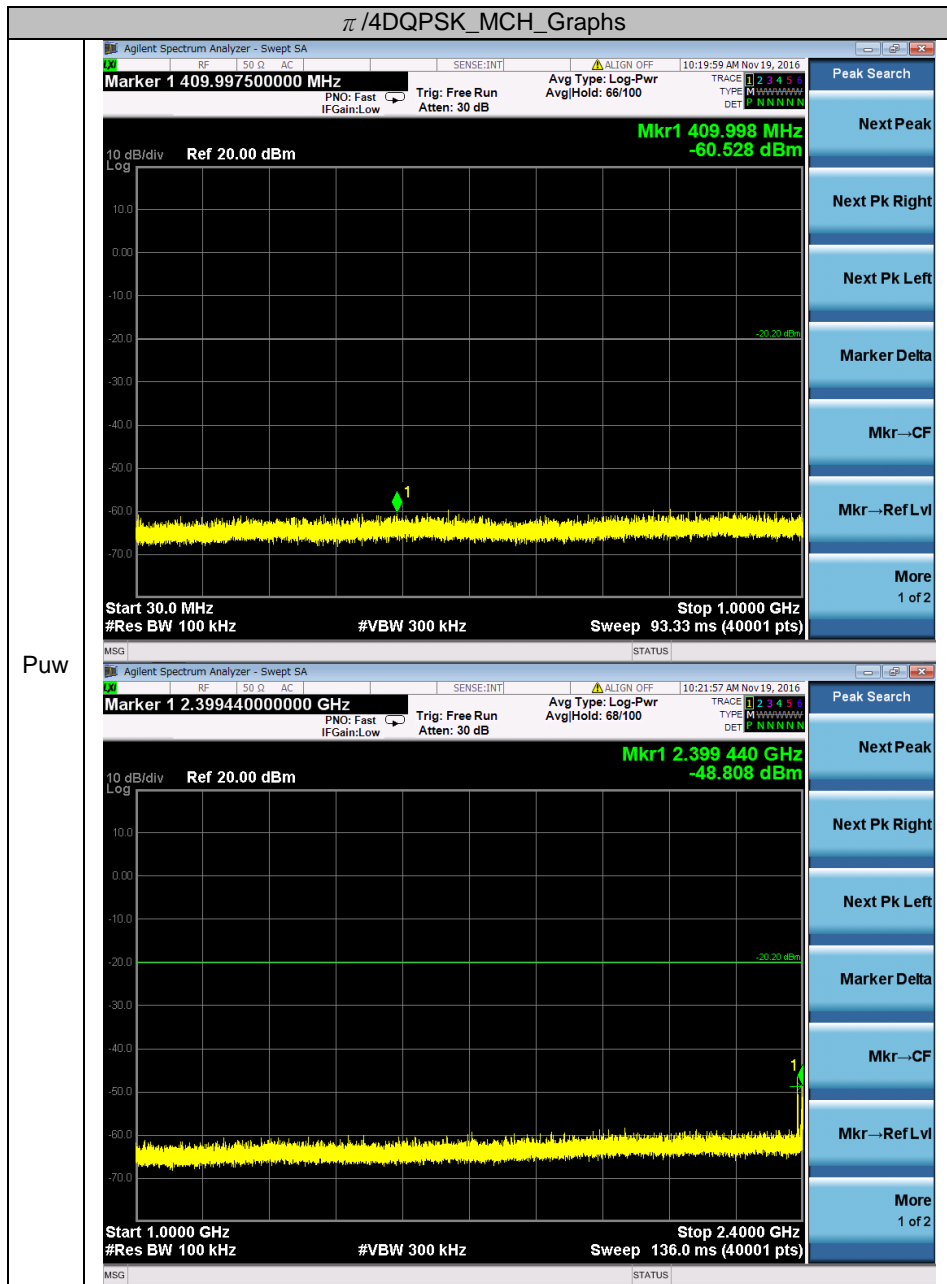 π/4DQPSK_MCH_Graphs
Puw
Agilent Spectrum Analyzer - Swept SA
LXI RF 50 Ω AC SENSE:INT ALIGN OFF 10:19:59 AM Nov 19, 2016
Marker 1 409.997500000 MHz
PNO: Fast
IFGain:Low
Trig: Free Run
Atten: 30 dB
Avg Type: Log-Pwr
Avg|Hold: 66/100
TRACE 1 2 3 4 5 6
TYPE M WWWWW
DET P N N N N N
Mkr1 409.998 MHz
-60.528 dBm
10 dB/div Ref 20.00 dBm
Log
10.0
0.00
-10.0
-20.0
-20.20 dBm
-30.0
-40.0
-50.0
1
-60.0
-70.0
Start 30.0 MHz Stop 1.0000 GHz
#Res BW 100 kHz #VBW 300 kHz Sweep 93.33 ms (40001 pts)
MSG STATUS
Peak Search
Next Peak
Next Pk Right
Next Pk Left
Marker Delta
Mkr→CF
Mkr→Ref Lvl
More
1 of 2
Agilent Spectrum Analyzer - Swept SA
LXI RF 50 Ω AC SENSE:INT ALIGN OFF 10:21:57 AM Nov 19, 2016
Marker 1 2.399440000000 GHz
PNO: Fast
IFGain:Low
Trig: Free Run
Atten: 30 dB
Avg Type: Log-Pwr
Avg|Hold: 68/100
TRACE 1 2 3 4 5 6
TYPE M WWWWW
DET P N N N N N
Mkr1 2.399 440 GHz
-48.808 dBm
10 dB/div Ref 20.00 dBm
Log
10.0
0.00
-10.0
-20.0
-20.20 dBm
-30.0
-40.0
1
-50.0
-60.0
-70.0
Start 1.0000 GHz Stop 2.4000 GHz
#Res BW 100 kHz #VBW 300 kHz Sweep 136.0 ms (40001 pts)
MSG STATUS
Peak Search
Next Peak
Next Pk Right
Next Pk Left
Marker Delta
Mkr→CF
Mkr→Ref Lvl
More
1 of 2